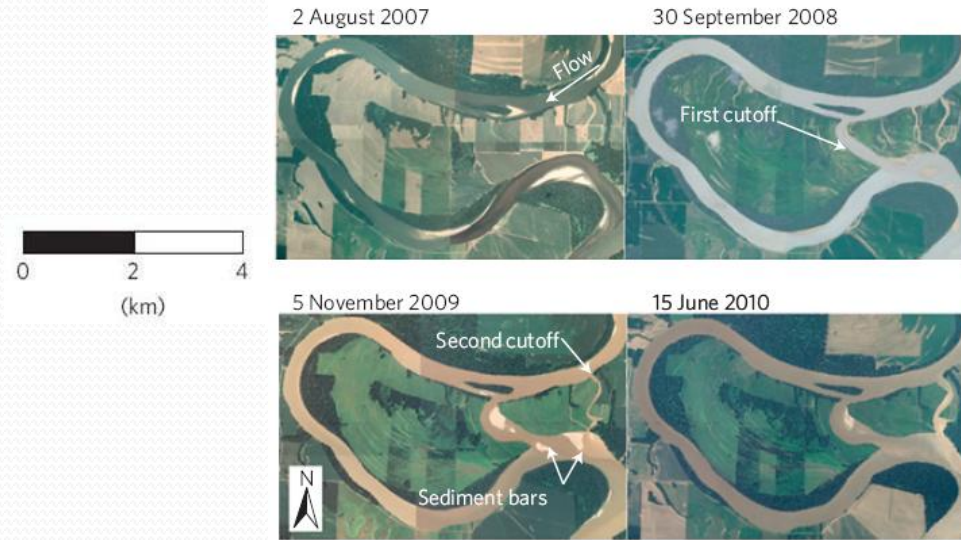 2 August 2007
30 September 2008
Flow
First cutoff
0 2 4
(km)
5 November 2009
15 June 2010
Second cutoff
N
Sediment bars